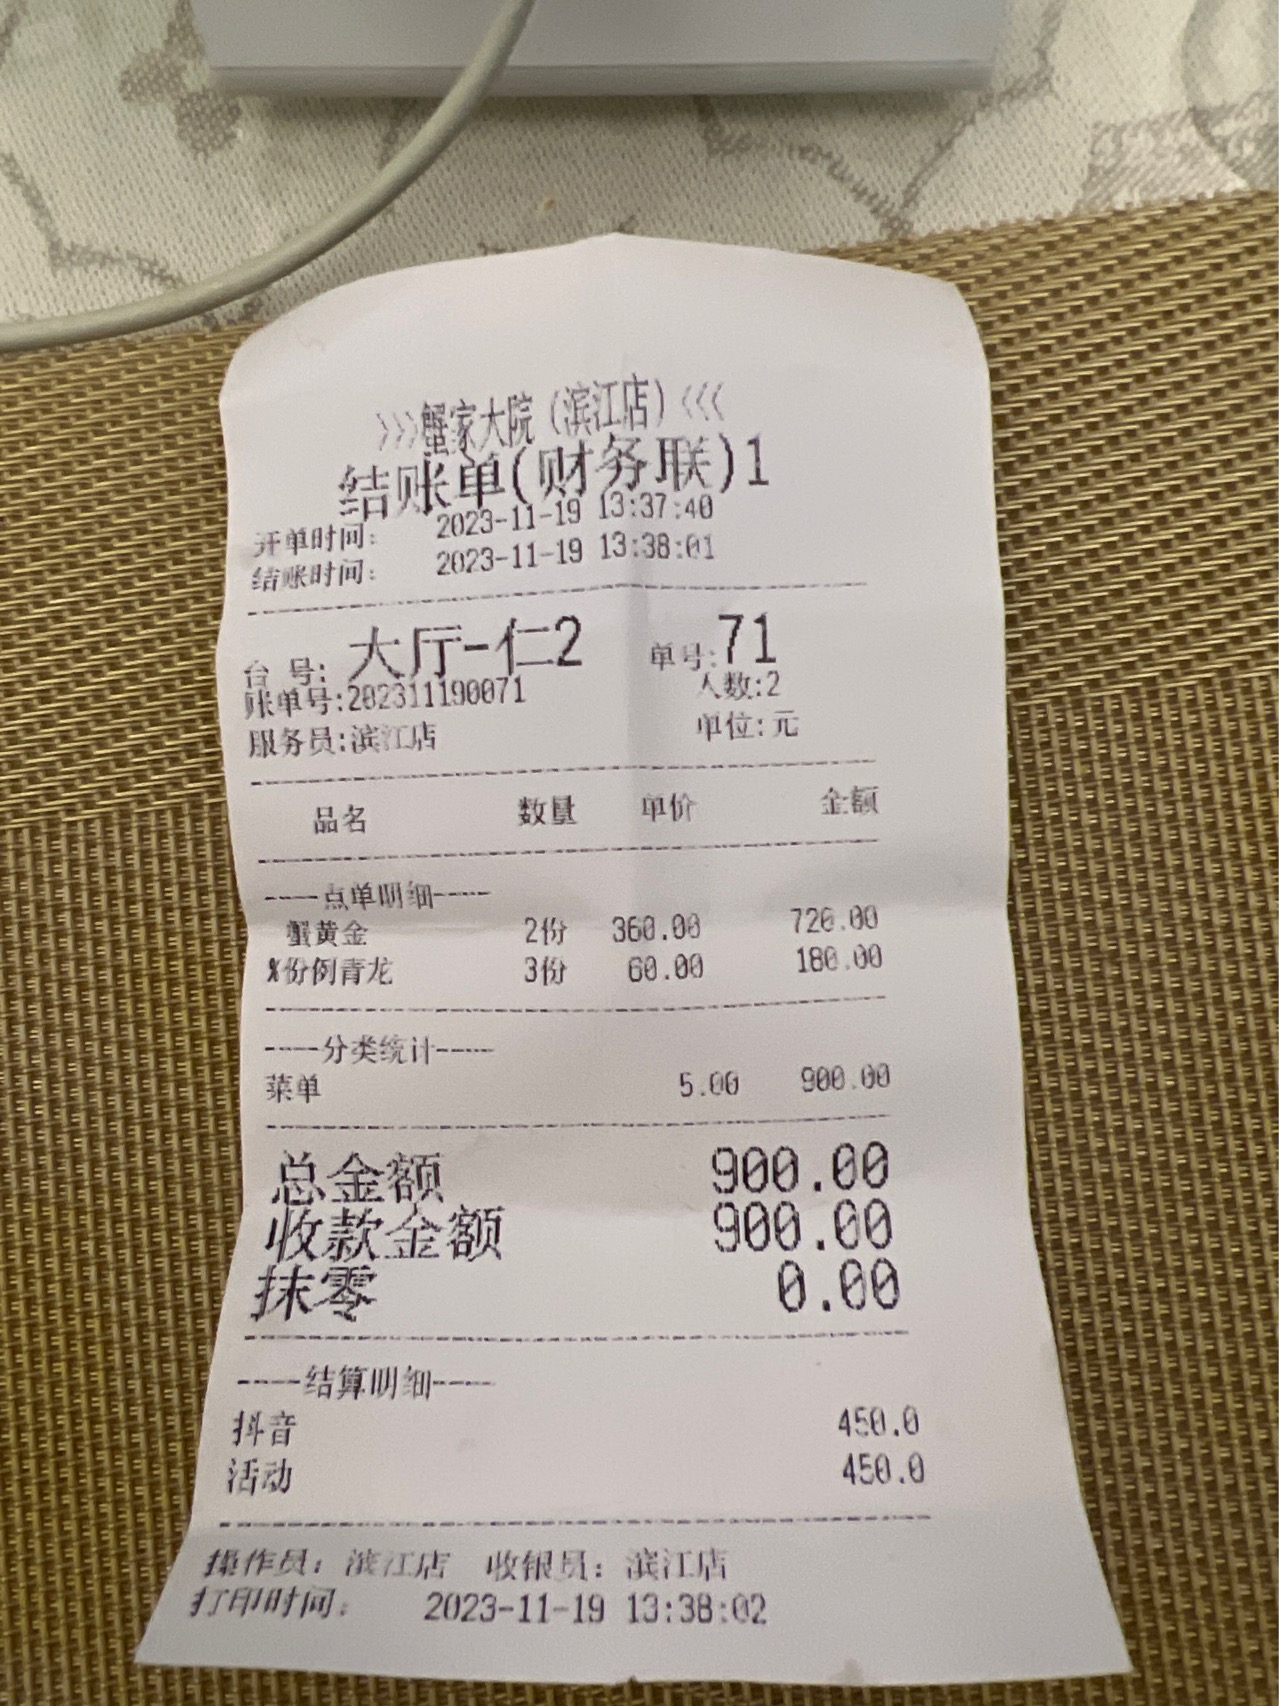 >>>蟹家大院(滨江店)<<<
结账单(财务联)1
开单时间: 2023-11-19 13:37:40
结账时间: 2023-11-19 13:38:01
台 号: 大厅-仁2 单号:71
账单号:202311190071 人数:2
服务员:滨江店 单位:元
品名 数量 单价 金额
----点单明细----
蟹黄金 2份 360.00 720.00
%份例青龙 3份 60.00 180.00
----分类统计----
菜单 5.00 900.00
总金额 900.00
收款金额 900.00
抹零 0.00
----结算明细----
抖音 450.0
活动 450.0
操作员: 滨江店 收银员: 滨江店
打印时间: 2023-11-19 13:38:02